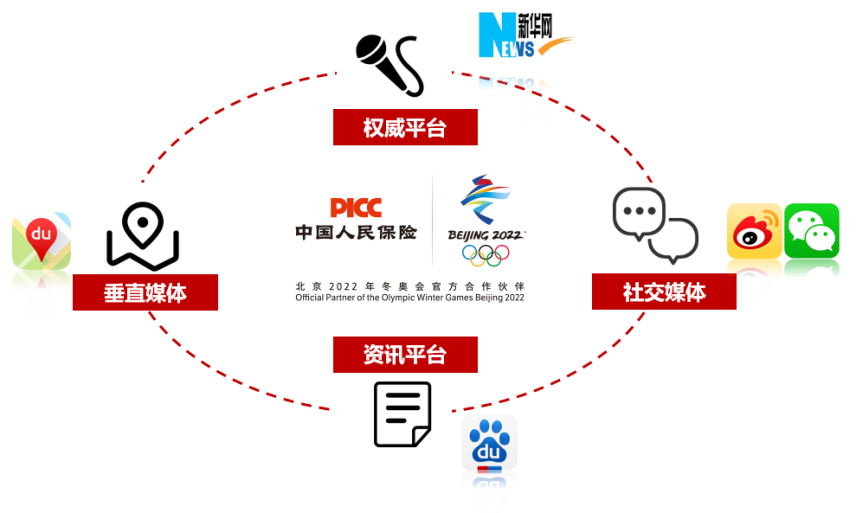 新华网
NEWS
权威平台
PICC
中国人民保险
BEIJING 2022
北京2022年冬奥会官方合作伙伴
Official Partner of the Olympic Winter Games Beijing 2022
du
垂直媒体
社交媒体
资讯平台
du